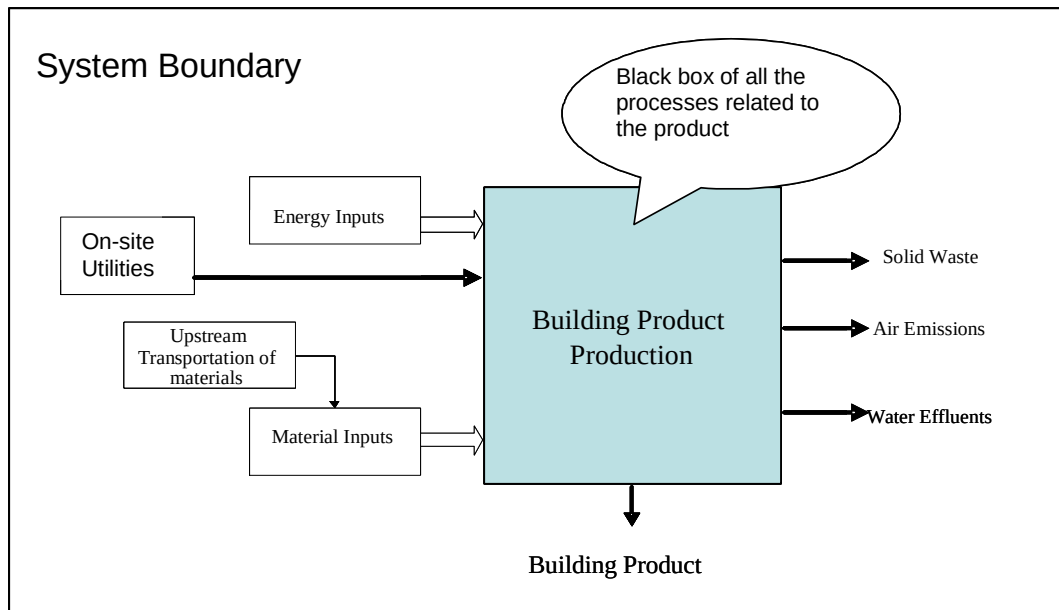 System Boundary
Black box of all the
processes related to
the product
Energy Inputs
On-site
Utilities
Upstream
Transportation of
materials
Material Inputs
Building Product
Production
Solid Waste
Air Emissions
Water Effluents
Building Product